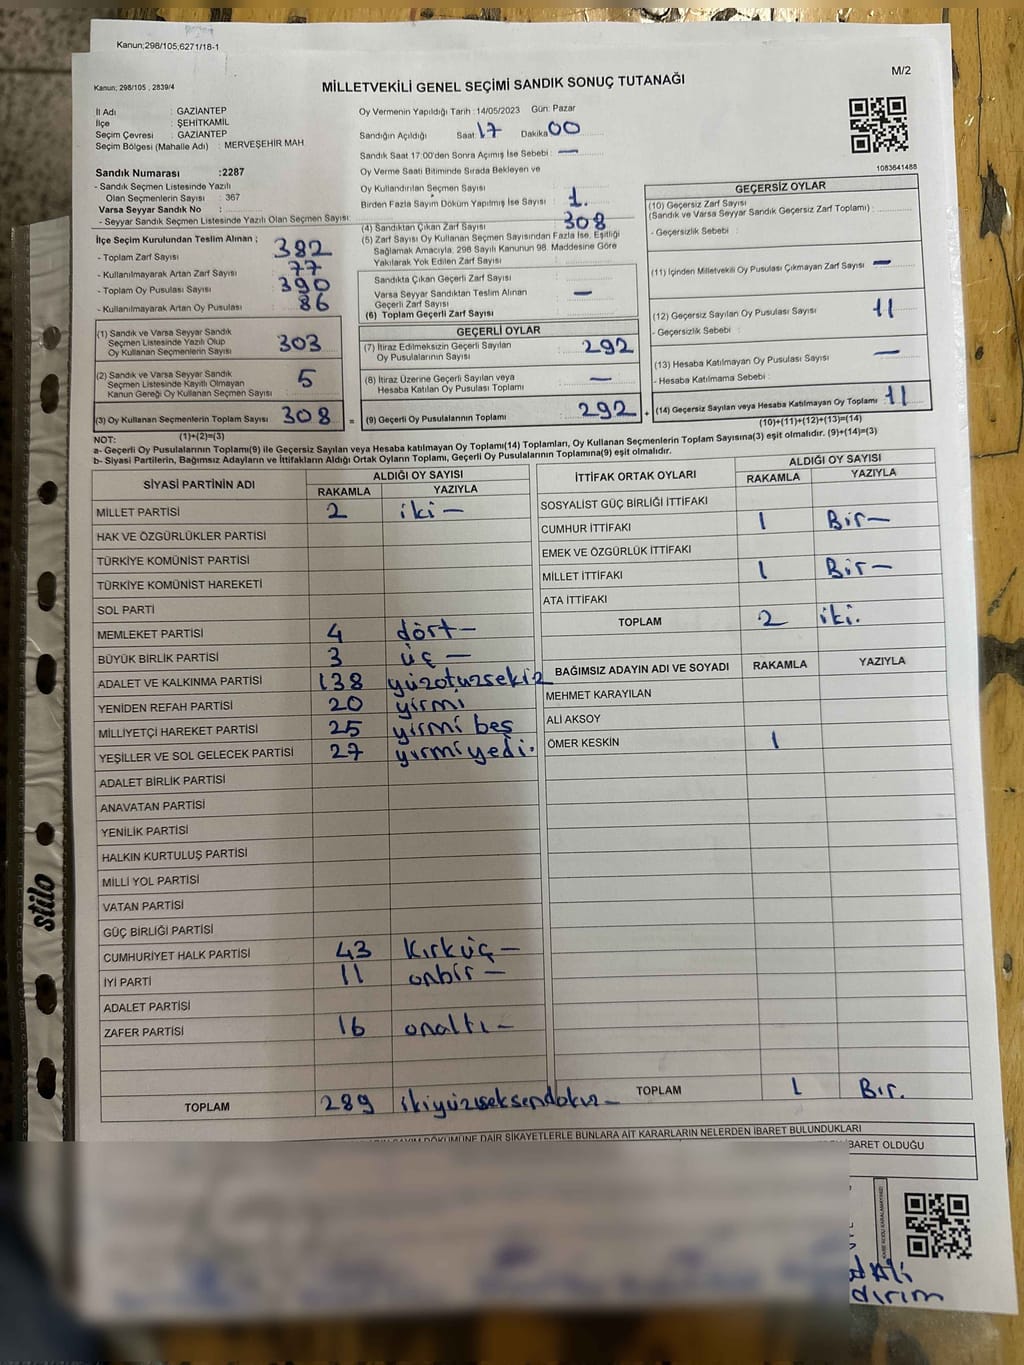 Kanun;298/105;6271/18-1
Kanun; 298/105 , 2839/4
MİLLETVEKİLİ GENEL SEÇİMİ SANDIK SONUÇ TUTANAĞI
M/2
İl Adı : GAZİANTEP
İlçe : ŞEHİTKAMİL
Seçim Çevresi : GAZİANTEP
Seçim Bölgesi (Mahalle Adı) : MERVEŞEHİR MAH
Oy Vermenin Yapıldığı Tarih : 14/05/2023 Gün: Pazar
Sandığın Açıldığı Saat 17 Dakika 00
Sandık Saat 17:00'den Sonra Açımış İse Sebebi : —
Oy Verme Saati Bitiminde Sırada Bekleyen ve
Oy Kullandırılan Seçmen Sayısı
Birden Fazla Sayım Döküm Yapılmış İse Sayısı : 1.
1083641488
Sandık Numarası :2287
- Sandık Seçmen Listesinde Yazılı
Olan Seçmenlerin Sayısı : 367
Varsa Seyyar Sandık No :
- Seyyar Sandık Seçmen Listesinde Yazılı Olan Seçmen Sayısı:
İlçe Seçim Kurulundan Teslim Alınan ;
- Toplam Zarf Sayısı : 382
- Kullanılmayarak Artan Zarf Sayısı : 77
- Toplam Oy Pusulası Sayısı : 390
- Kullanılmayarak Artan Oy Pusulası : 86
(1) Sandık ve Varsa Seyyar Sandık
Seçmen Listesinde Yazılı Olup
Oy Kullanan Seçmenlerin Sayısı 303
(2) Sandık ve Varsa Seyyar Sandık
Seçmen Listesinde Kayıtlı Olmayan
Kanun Gereği Oy Kullanan Seçmen Sayısı 5
(3) Oy Kullanan Seçmenlerin Toplam Sayısı 308
(1)+(2)=(3)
(4) Sandıktan Çıkan Zarf Sayısı : 308
(5) Zarf Sayısı Oy Kullanan Seçmen Sayısından Fazla İse, Eşitliği
Sağlamak Amacıyla, 298 Sayılı Kanunun 98. Maddesine Göre
Yakılarak Yok Edilen Zarf Sayısı :
Sandıkta Çıkan Geçerli Zarf Sayısı
Varsa Seyyar Sandıktan Teslim Alınan
Geçerli Zarf Sayısı —
(6) Toplam Geçerli Zarf Sayısı
GEÇERLİ OYLAR
(7) İtiraz Edilmeksizin Geçerli Sayılan
Oy Pusulalarının Sayısı : 292
(8) İtiraz Üzerine Geçerli Sayılan veya
Hesaba Katılan Oy Pusulası Toplamı —
= (9) Geçerli Oy Pusulalarının Toplamı : 292 +
GEÇERSİZ OYLAR
(10) Geçersiz Zarf Sayısı
(Sandık ve Varsa Seyyar Sandık Geçersiz Zarf Toplamı) :
- Geçersizlik Sebebi :
(11) İçinden Milletvekili Oy Pusulası Çıkmayan Zarf Sayısı —
(12) Geçersiz Sayılan Oy Pusulası Sayısı 11
- Geçersizlik Sebebi :
(13) Hesaba Katılmayan Oy Pusulası Sayısı —
- Hesaba Katılmama Sebebi :
(14) Geçersiz Sayılan veya Hesaba Katılmayan Oy Toplamı 11
(10)+(11)+(12)+(13)=(14)
NOT:
a- Geçerli Oy Pusulalarının Toplamı(9) ile Geçersiz Sayılan veya Hesaba katılmayan Oy Toplamı(14) Toplamları, Oy Kullanan Seçmenlerin Toplam Sayısına(3) eşit olmalıdır. (9)+(14)=(3)
b- Siyasi Partilerin, Bağımsız Adayların ve İttifakların Aldığı Ortak Oyların Toplamı, Geçerli Oy Pusulalarının Toplamına(9) eşit olmalıdır.
SİYASİ PARTİNİN ADI ALDIĞI OY SAYISI
RAKAMLA YAZIYLA
MİLLET PARTİSİ 2 iki —
HAK VE ÖZGÜRLÜKLER PARTİSİ
TÜRKİYE KOMÜNİST PARTİSİ
TÜRKİYE KOMÜNİST HAREKETİ
SOL PARTİ
MEMLEKET PARTİSİ 4 dört —
BÜYÜK BİRLİK PARTİSİ 3 üç —
ADALET VE KALKINMA PARTİSİ 138 yüzotuzsekiz
YENİDEN REFAH PARTİSİ 20 yirmi
MİLLİYETÇİ HAREKET PARTİSİ 25 yirmi beş
YEŞİLLER VE SOL GELECEK PARTİSİ 27 yirmiyedi.
ADALET BİRLİK PARTİSİ
ANAVATAN PARTİSİ
YENİLİK PARTİSİ
HALKIN KURTULUŞ PARTİSİ
MİLLİ YOL PARTİSİ
VATAN PARTİSİ
GÜÇ BİRLİĞİ PARTİSİ
CUMHURİYET HALK PARTİSİ 43 Kırküç —
İYİ PARTİ 11 onbir —
ADALET PARTİSİ
ZAFER PARTİSİ 16 onaltı —
TOPLAM 289 ikiyüzseksendokuz —
İTTİFAK ORTAK OYLARI ALDIĞI OY SAYISI
RAKAMLA YAZIYLA
SOSYALİST GÜÇ BİRLİĞİ İTTİFAKI
CUMHUR İTTİFAKI 1 Bir —
EMEK VE ÖZGÜRLÜK İTTİFAKI
MİLLET İTTİFAKI 1 Bir —
ATA İTTİFAKI
TOPLAM 2 iki.
BAĞIMSIZ ADAYIN ADI VE SOYADI RAKAMLA YAZIYLA
MEHMET KARAYILAN
ALİ AKSOY
ÖMER KESKİN 1
TOPLAM 1 Bir.
DÖKÜMÜNE DAİR ŞİKAYETLERLE BUNLARA AİT KARARLARIN NELERDEN İBARET BULUNDUKLARI
İBARET OLDUĞU
stilo
Ali
dırım